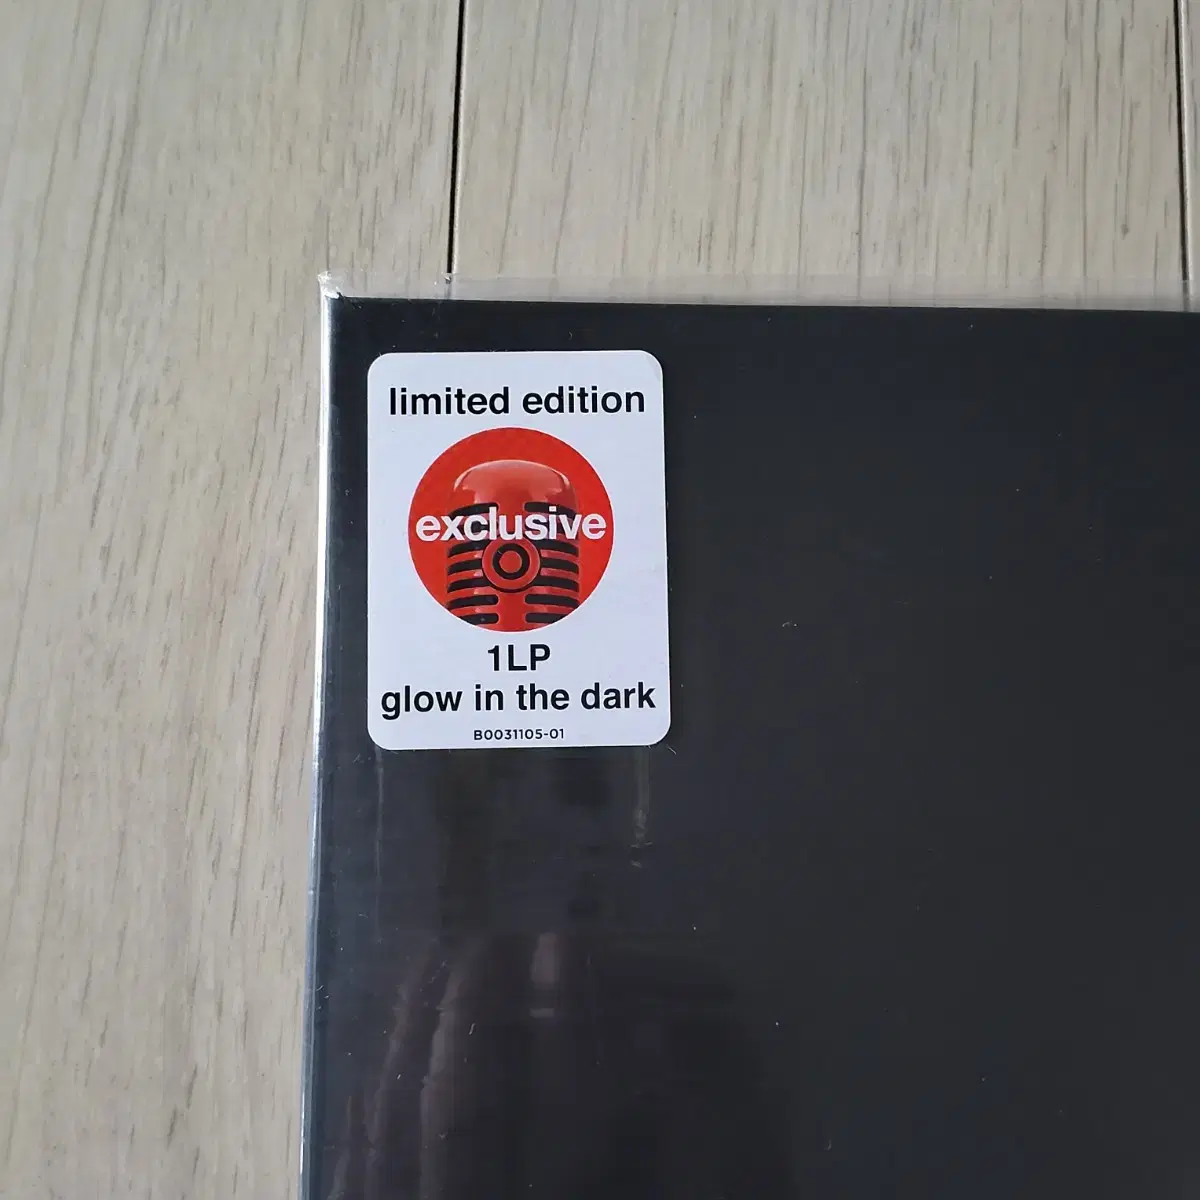 limited edition
exclusive
1LP
glow in the dark
B0031105-01